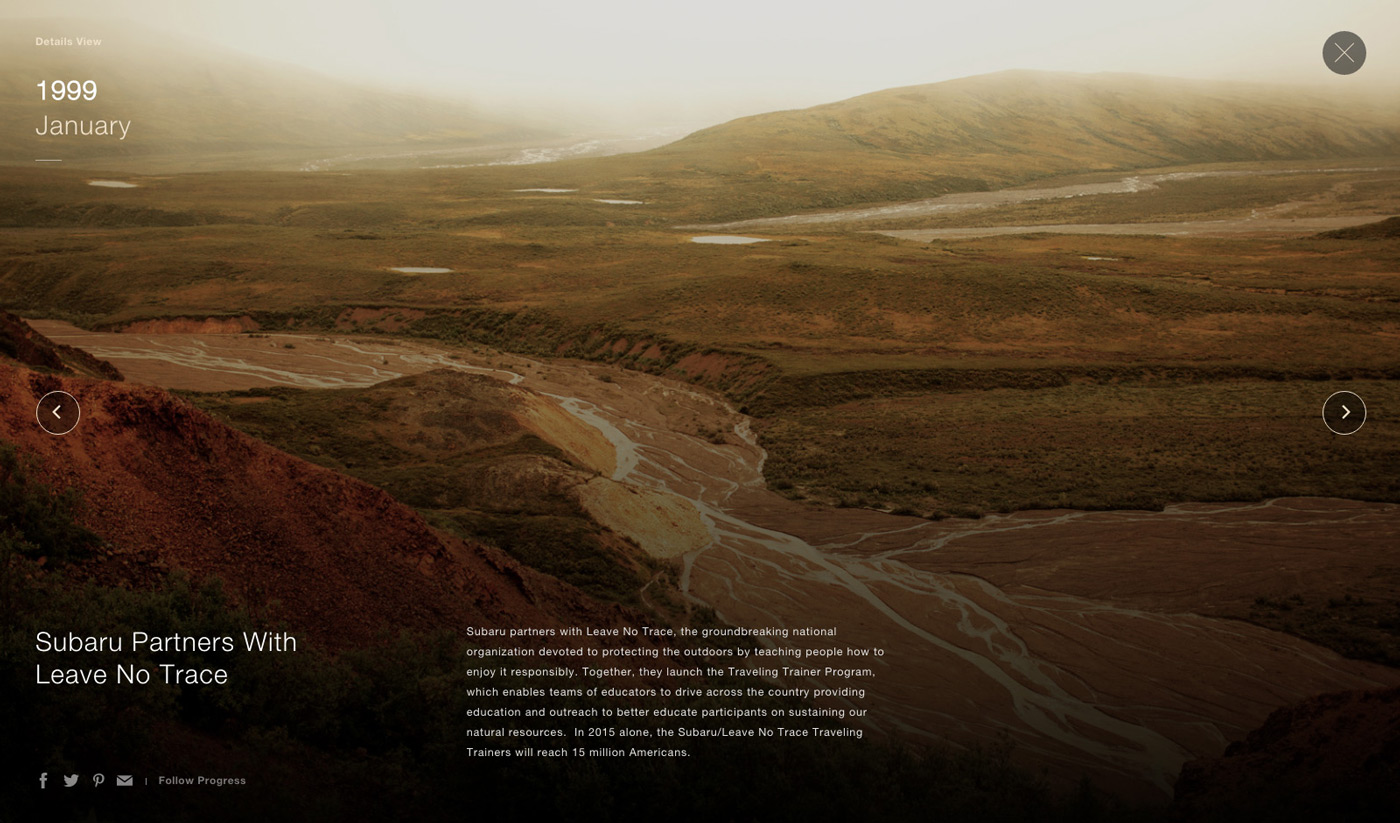 Details View
1999
January
Subaru Partners With
Leave No Trace
Subaru partners with Leave No Trace, the groundbreaking national
organization devoted to protecting the outdoors by teaching people how to
enjoy it responsibly. Together, they launch the Traveling Trainer Program,
which enables teams of educators to drive across the country providing
education and outreach to better educate participants on sustaining our
natural resources.  In 2015 alone, the Subaru/Leave No Trace Traveling
Trainers will reach 15 million Americans.
| Follow Progress